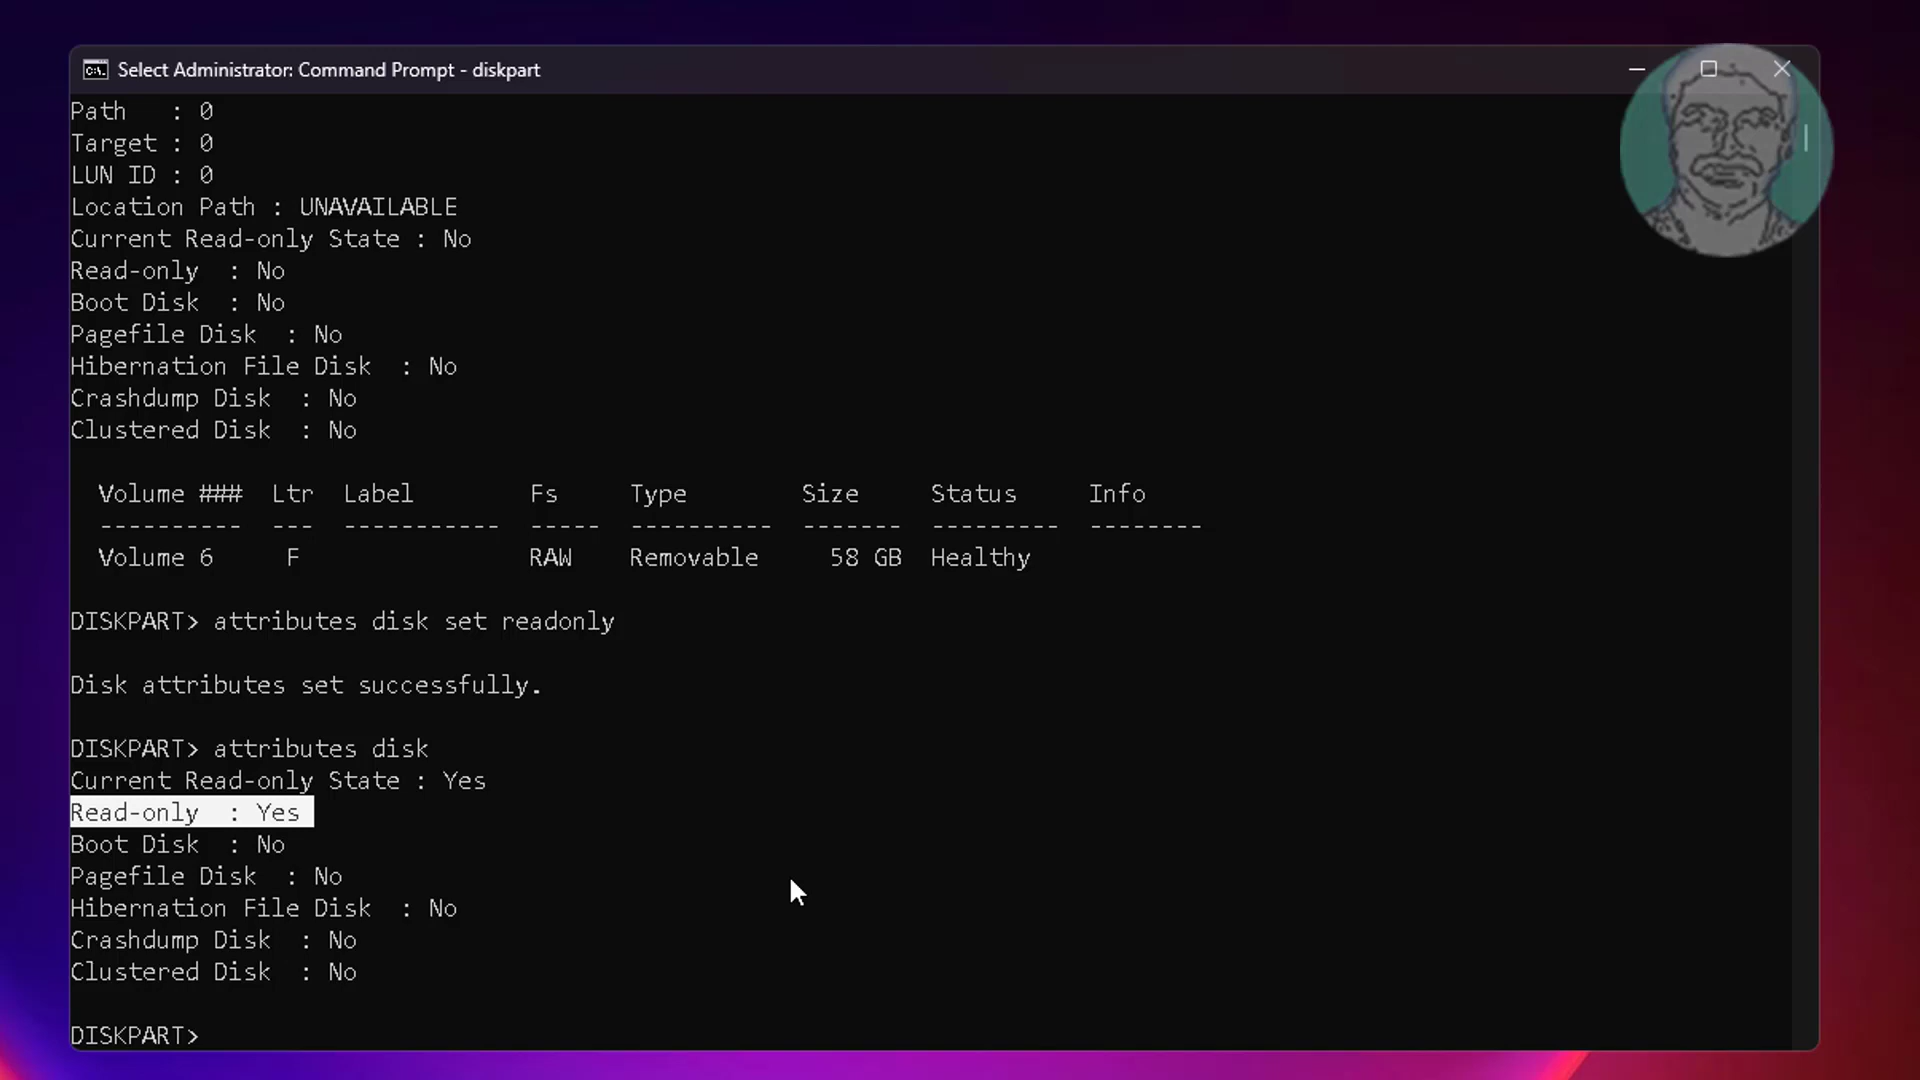 Select Administrator: Command Prompt - diskpart
Path   : 0
Target : 0
LUN ID : 0
Location Path : UNAVAILABLE
Current Read-only State : No
Read-only  : No
Boot Disk  : No
Pagefile Disk  : No
Hibernation File Disk  : No
Crashdump Disk  : No
Clustered Disk  : No
Volume ###  Ltr  Label        Fs     Type        Size     Status     Info
----------  ---  -----------  -----  ----------  -------  ---------  --------
Volume 6     F                RAW    Removable     58 GB  Healthy
DISKPART> attributes disk set readonly
Disk attributes set successfully.
DISKPART> attributes disk
Current Read-only State : Yes
Read-only  : Yes
Boot Disk  : No
Pagefile Disk  : No
Hibernation File Disk  : No
Crashdump Disk  : No
Clustered Disk  : No
DISKPART>